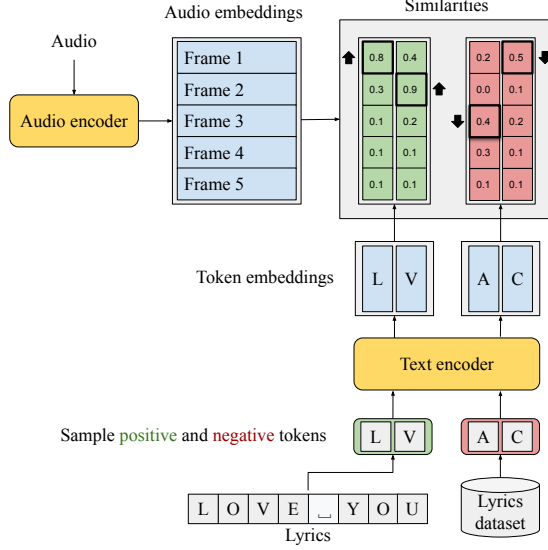 Similarities
Audio embeddings
Audio
Audio encoder
Frame 1
Frame 2
Frame 3
Frame 4
Frame 5
0.8 0.4 0.2 0.5
0.3 0.9 0.0 0.1
0.1 0.2 0.4 0.2
0.1 0.1 0.3 0.1
0.1 0.1 0.1 0.1
Token embeddings
L V A C
Text encoder
Sample positive and negative tokens
L V A C
L O V E ⎵ Y O U
Lyrics
Lyrics
dataset